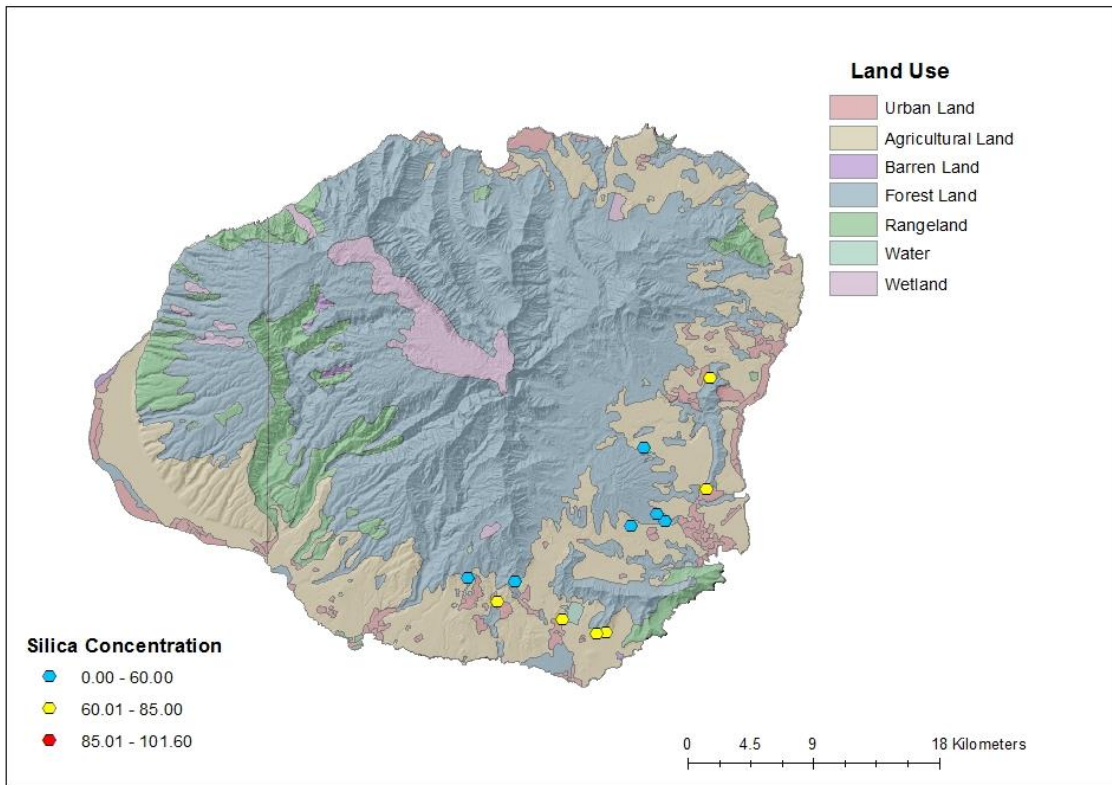 Land Use
Urban Land
Agricultural Land
Barren Land
Forest Land
Rangeland
Water
Wetland
Silica Concentration
0.00 - 60.00
60.01 - 85.00
85.01 - 101.60
0 4.5 9 18 Kilometers